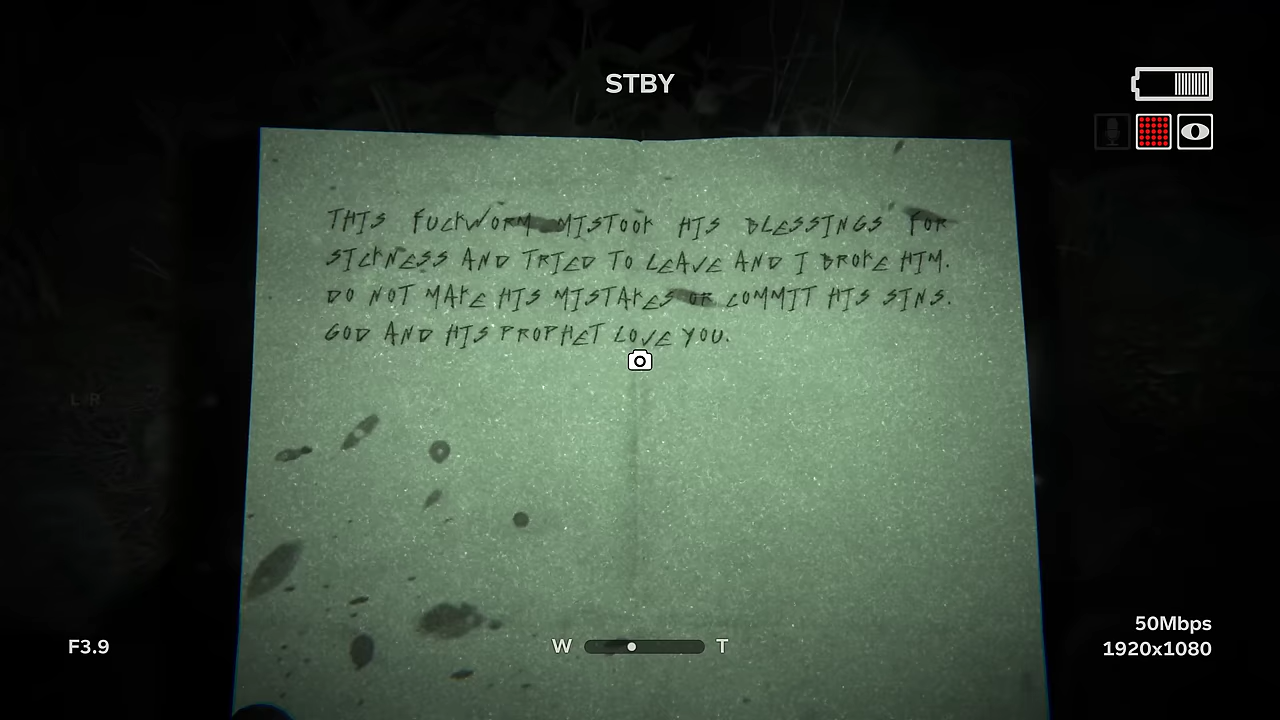 STBY
THIS FUCKWORM MISTOOK HIS BLESSINGS FOR
SICKNESS AND TRIED TO LEAVE AND I BROKE HIM.
DO NOT MAKE HIS MISTAKES OR COMMIT HIS SINS.
GOD AND HIS PROPHET LOVE YOU.
L R
F3.9
W T
50Mbps
1920x1080